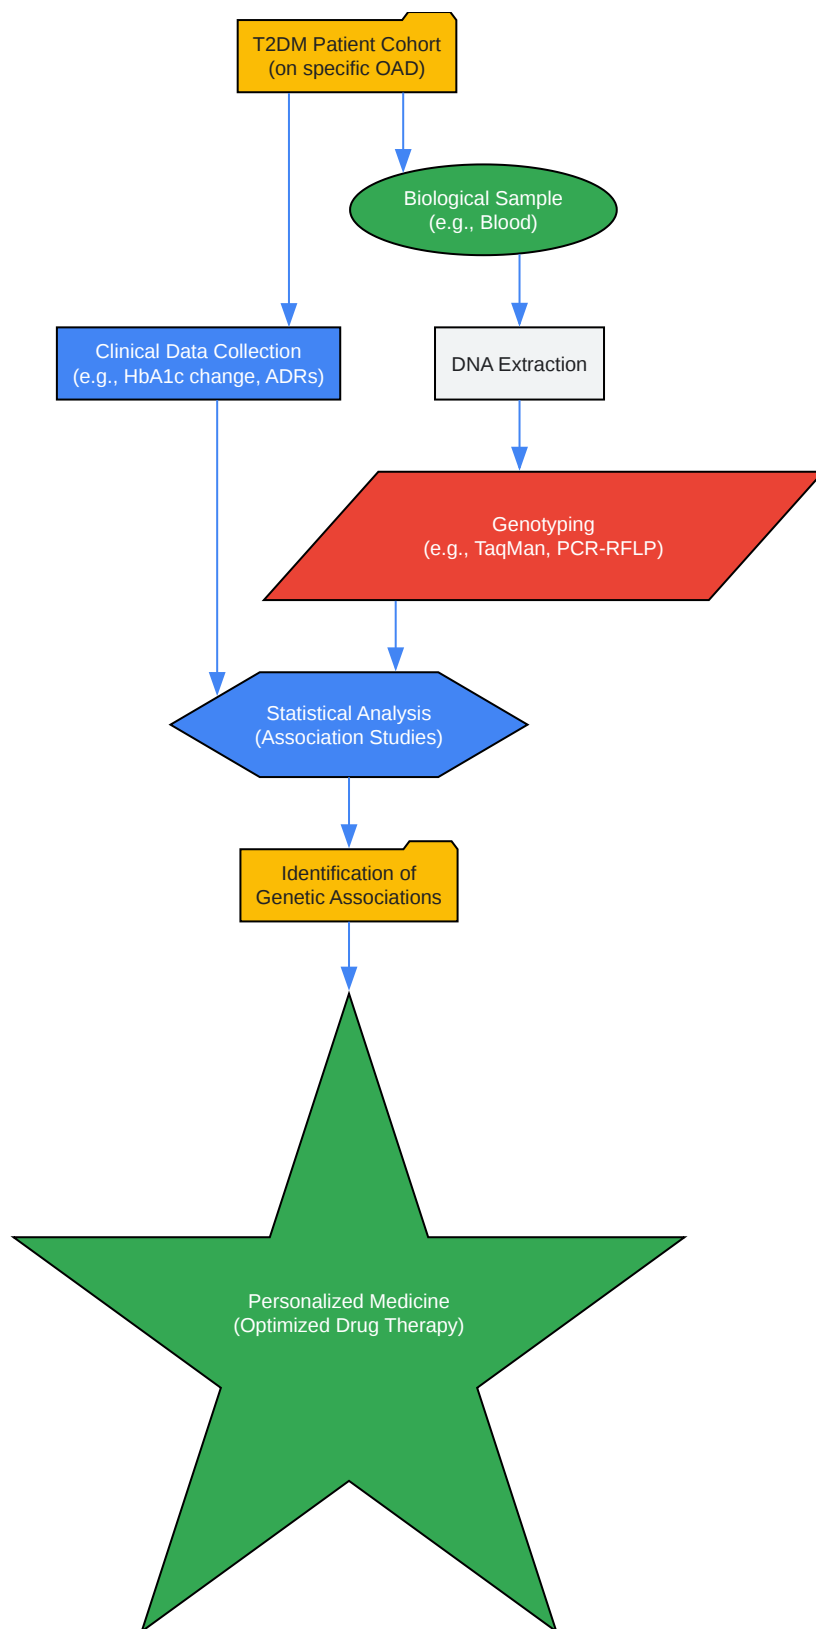 T2DM Patient Cohort
(on specific OAD)
Biological Sample
(e.g., Blood)
Clinical Data Collection
(e.g., HbA1c change, ADRs)
DNA Extraction
Genotyping
(e.g., TaqMan, PCR-RFLP)
Statistical Analysis
(Association Studies)
Identification of
Genetic Associations
Personalized Medicine
(Optimized Drug Therapy)